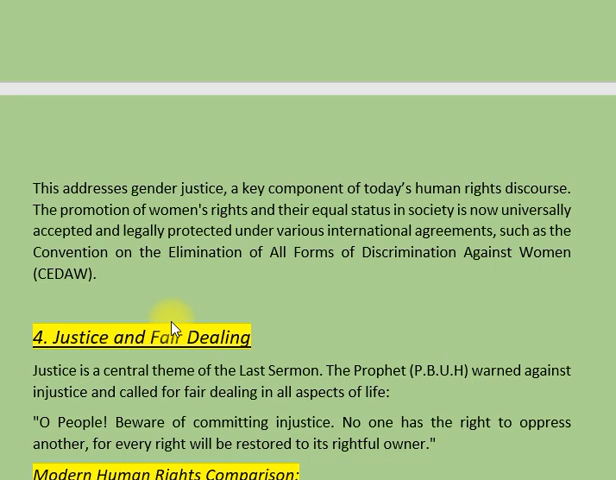 This addresses gender justice, a key component of today’s human rights discourse.
The promotion of women's rights and their equal status in society is now universally
accepted and legally protected under various international agreements, such as the
Convention on the Elimination of All Forms of Discrimination Against Women
(CEDAW).
4. Justice and Fair Dealing
Justice is a central theme of the Last Sermon. The Prophet (P.B.U.H) warned against
injustice and called for fair dealing in all aspects of life:
"O People! Beware of committing injustice. No one has the right to oppress
another, for every right will be restored to its rightful owner."
Modern Human Rights Comparison: